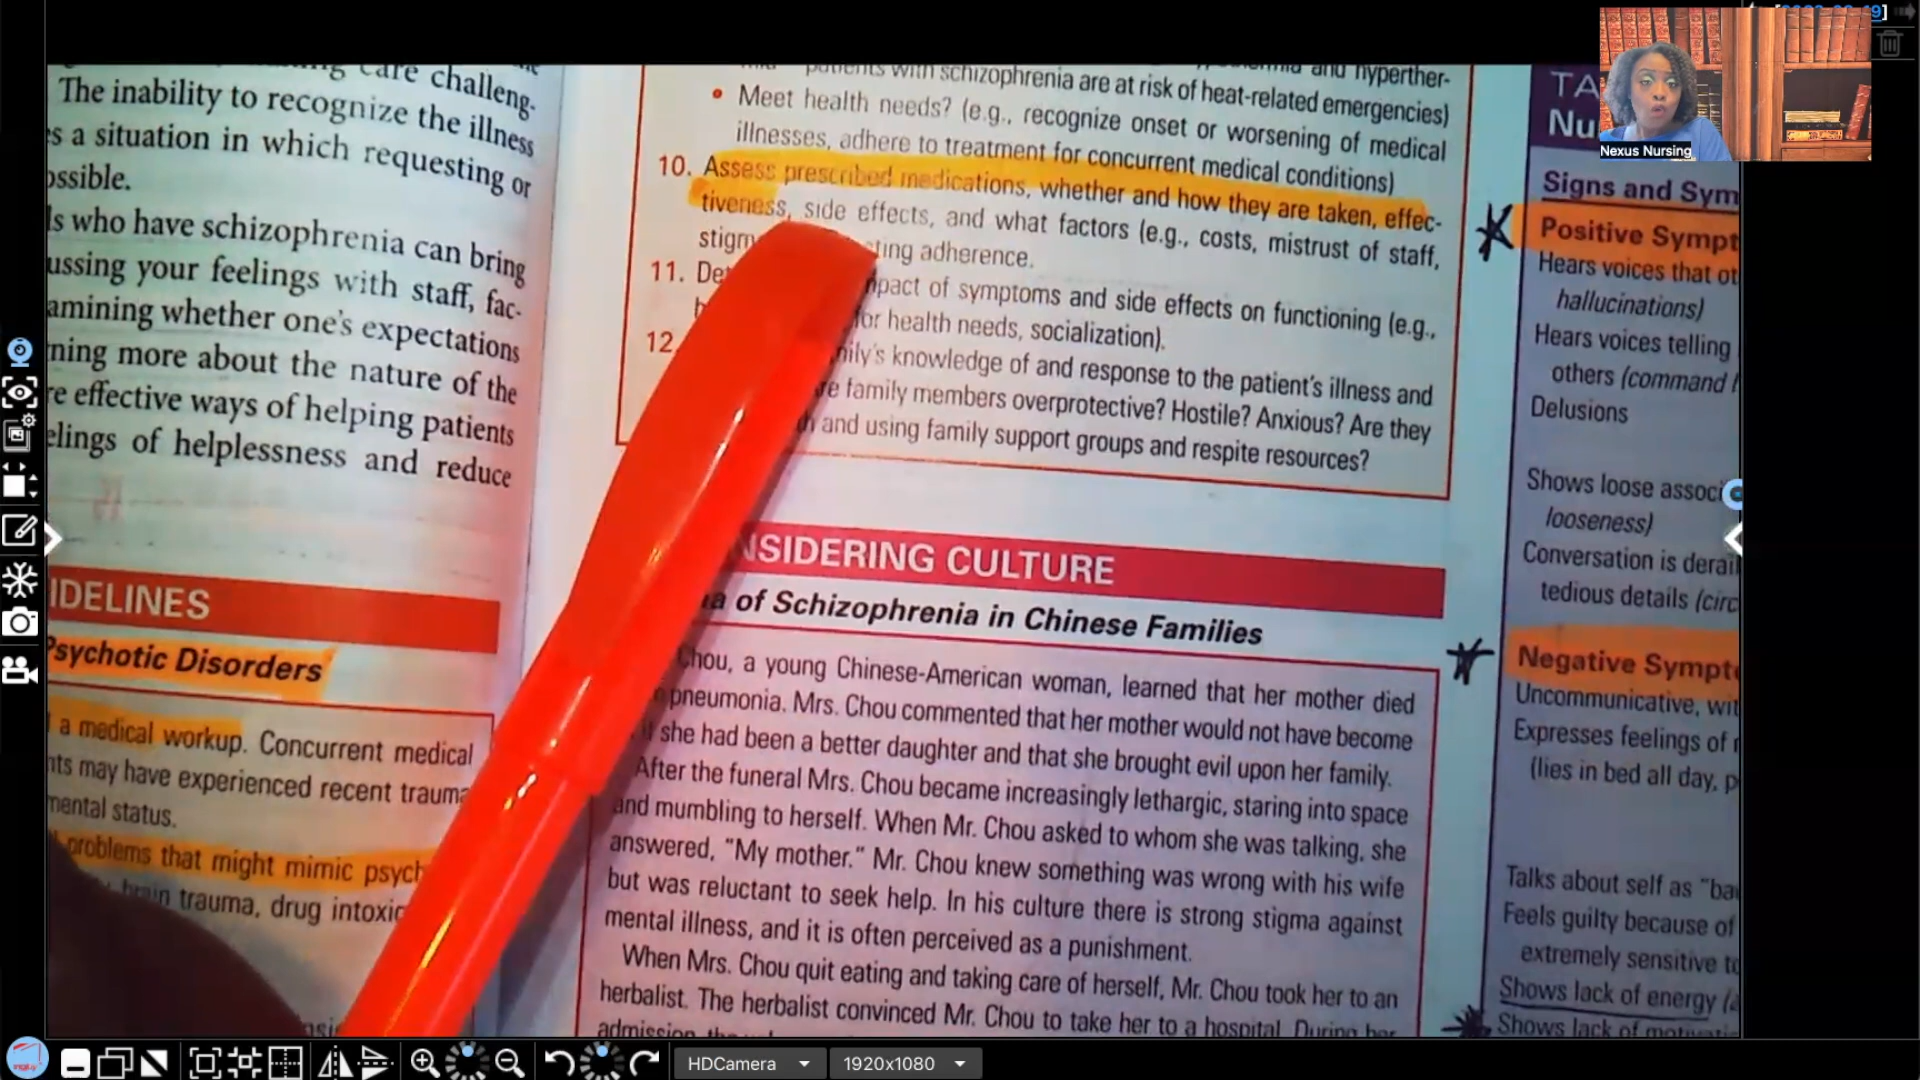 care challeng-
The inability to recognize the illness
a situation in which requesting or
who have schizophrenia can bring
your feelings with staff, fac-
whether one's expectations
more about the nature of the
effective ways of helping patients
of helplessness and reduce
IDELINES
Psychotic Disorders
a medical workup. Concurrent medical
may have experienced recent trauma
mental status.
problems that might mimic psych
brain trauma, drug intoxic
and hyperther-
patients with schizophrenia are at risk of heat-related emergencies)
• Meet health needs? (e.g., recognize onset or worsening of medical
illnesses, adhere to treatment for concurrent medical conditions)
10. Assess prescribed medications, whether and how they are taken, effec-
tiveness, side effects, and what factors (e.g., costs, mistrust of staff,
adherence.
11. of symptoms and side effects on functioning (e.g.,
for health needs, socialization).
12. knowledge of and response to the patient's illness and
family members overprotective? Hostile? Anxious? Are they
and using family support groups and respite resources?
NSIDERING CULTURE
of Schizophrenia in Chinese Families
Chou, a young Chinese-American woman, learned that her mother died
pneumonia. Mrs. Chou commented that her mother would not have become
she had been a better daughter and that she brought evil upon her family.
After the funeral Mrs. Chou became increasingly lethargic, staring into space
and mumbling to herself. When Mr. Chou asked to whom she was talking, she
answered, "My mother." Mr. Chou knew something was wrong with his wife
but was reluctant to seek help. In his culture there is strong stigma against
mental illness, and it is often perceived as a punishment.
When Mrs. Chou quit eating and taking care of herself, Mr. Chou took her to an
herbalist. The herbalist convinced Mr. Chou to take her to a hospital. During her
admission
TA
Nu
Signs and Sym
Positive Sympt
Hears voices that ot
hallucinations)
Hears voices telling
others (command
Delusions
Shows loose associ
looseness)
Conversation is derail
tedious details (circ
Negative Sympt
Uncommunicative, wit
Expresses feelings of
(lies in bed all day, p
Talks about self as "ba
Feels guilty because of
extremely sensitive t
Shows lack of energy
Shows lack of
Nexus Nursing
HDCamera
1920x1080